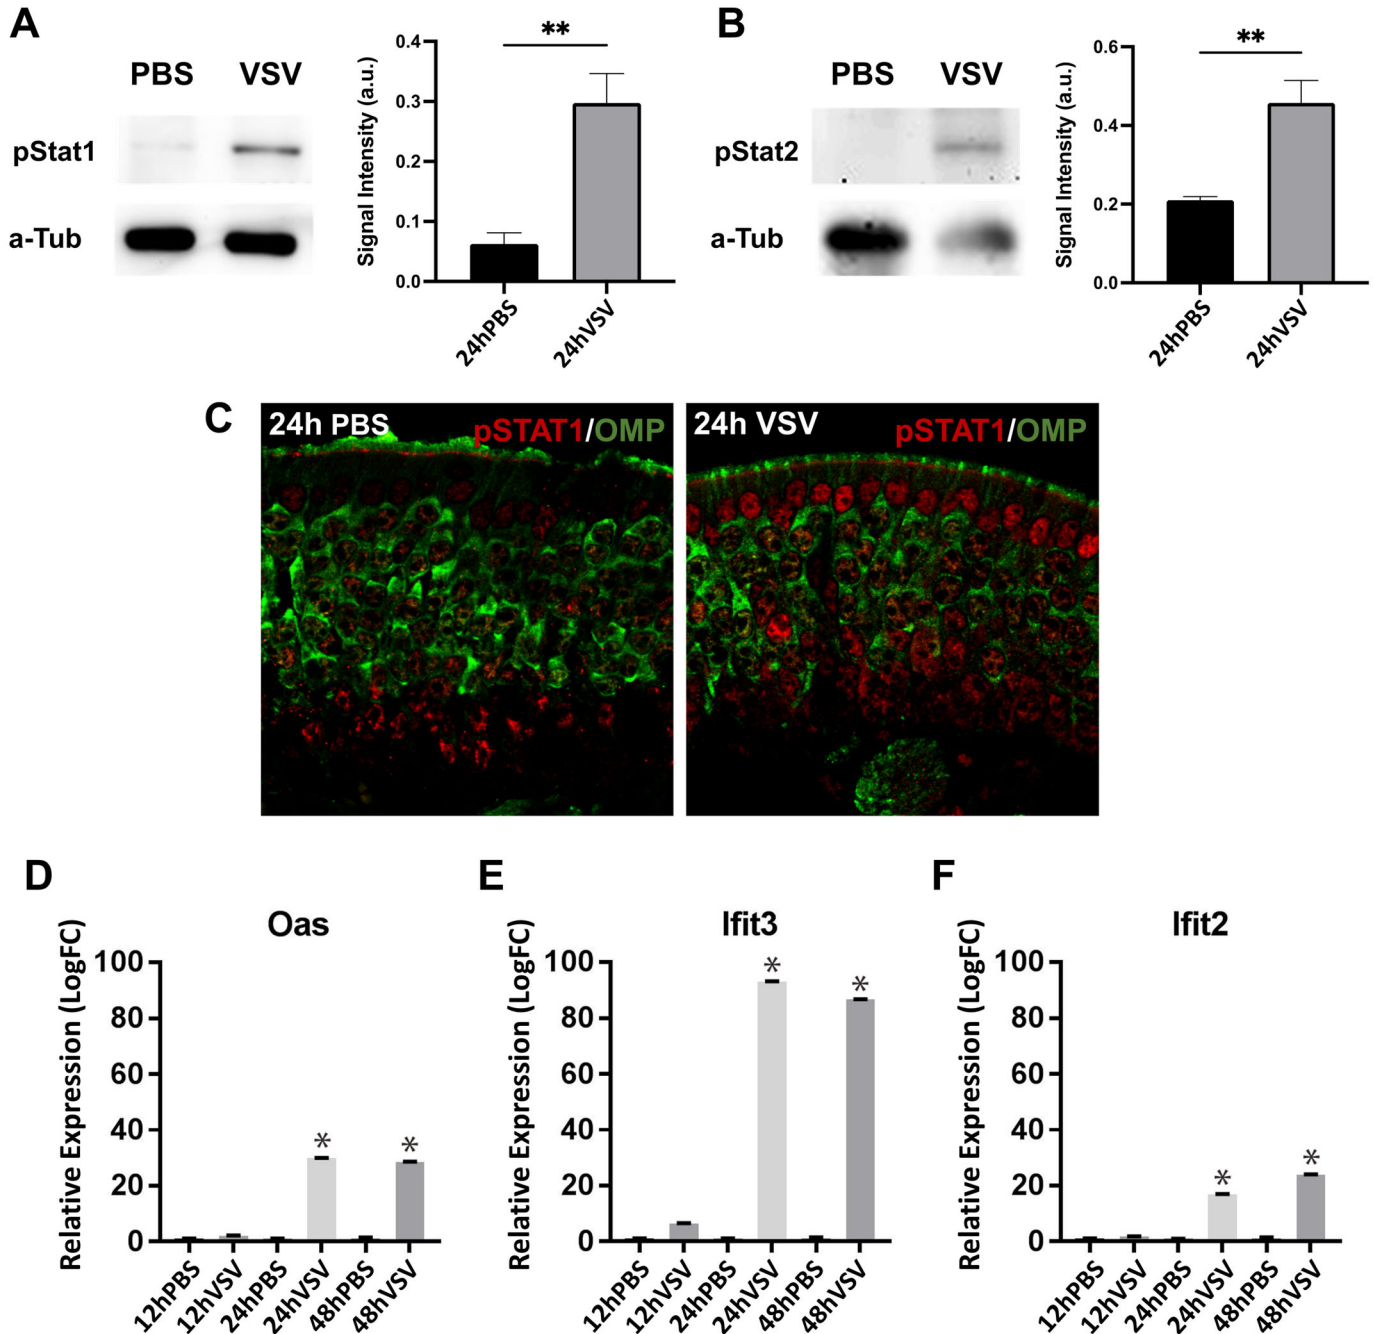 A
PBS VSV
pStat1
a-Tub
Signal Intensity (a.u.)
0.4
0.3
0.2
0.1
0.0
**
24hPBS
24hVSV
B
PBS VSV
pStat2
a-Tub
Signal Intensity (a.u.)
0.6
0.4
0.2
0.0
**
24hPBS
24hVSV
C
24h PBS
pSTAT1/OMP
24h VSV
pSTAT1/OMP
D
Oas
Relative Expression (LogFC)
100
80
60
40
20
0
*
*
12hPBS
12hVSV
24hPBS
24hVSV
48hPBS
48hVSV
E
Ifit3
Relative Expression (LogFC)
100
80
60
40
20
0
*
*
12hPBS
12hVSV
24hPBS
24hVSV
48hPBS
48hVSV
F
Ifit2
Relative Expression (LogFC)
100
80
60
40
20
0
*
*
12hPBS
12hVSV
24hPBS
24hVSV
48hPBS
48hVSV